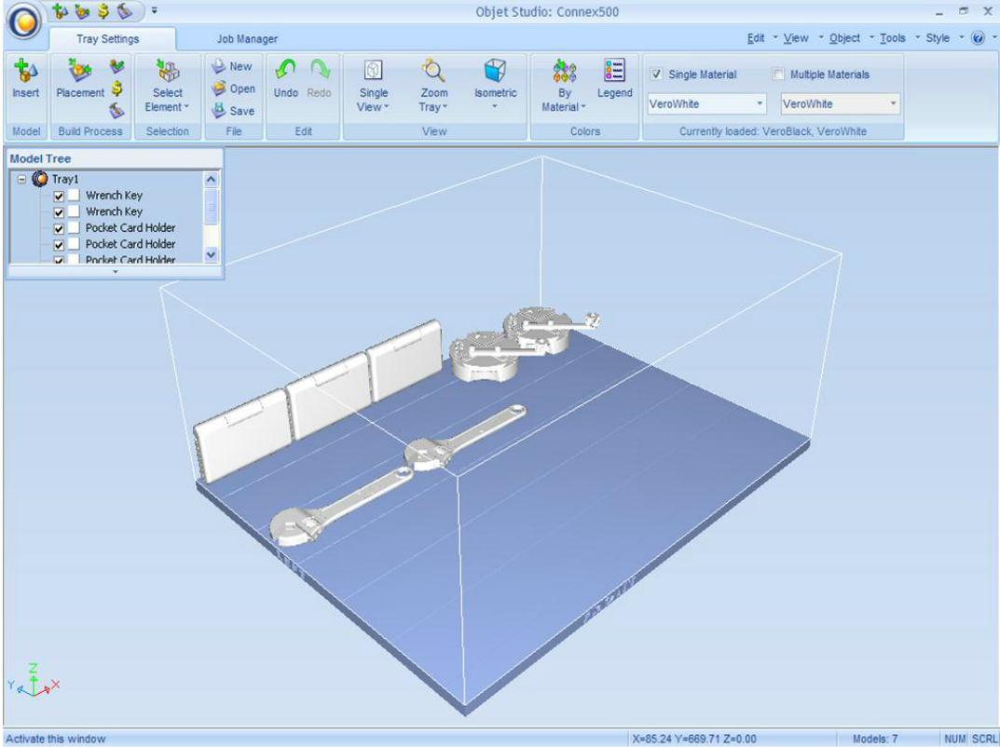 Objet Studio: Connex500
Tray Settings
Job Manager
Edit
View
Object
Tools
Style
Insert
Placement
Select
Element
New
Open
Save
Undo
Redo
Single
View
Zoom
Tray
Isometric
By
Material
Legend
Single Material
Multiple Materials
VeroWhite
VeroWhite
Model
Build Process
Selection
File
Edit
View
Colors
Currently loaded: VeroBlack, VeroWhite
Model Tree
Tray1
Wrench Key
Wrench Key
Pocket Card Holder
Pocket Card Holder
Pocket Card Holder
LEFT
Z
Y
X
Activate this window
X=85.24 Y=669.71 Z=0.00
Models: 7
NUM
SCRL